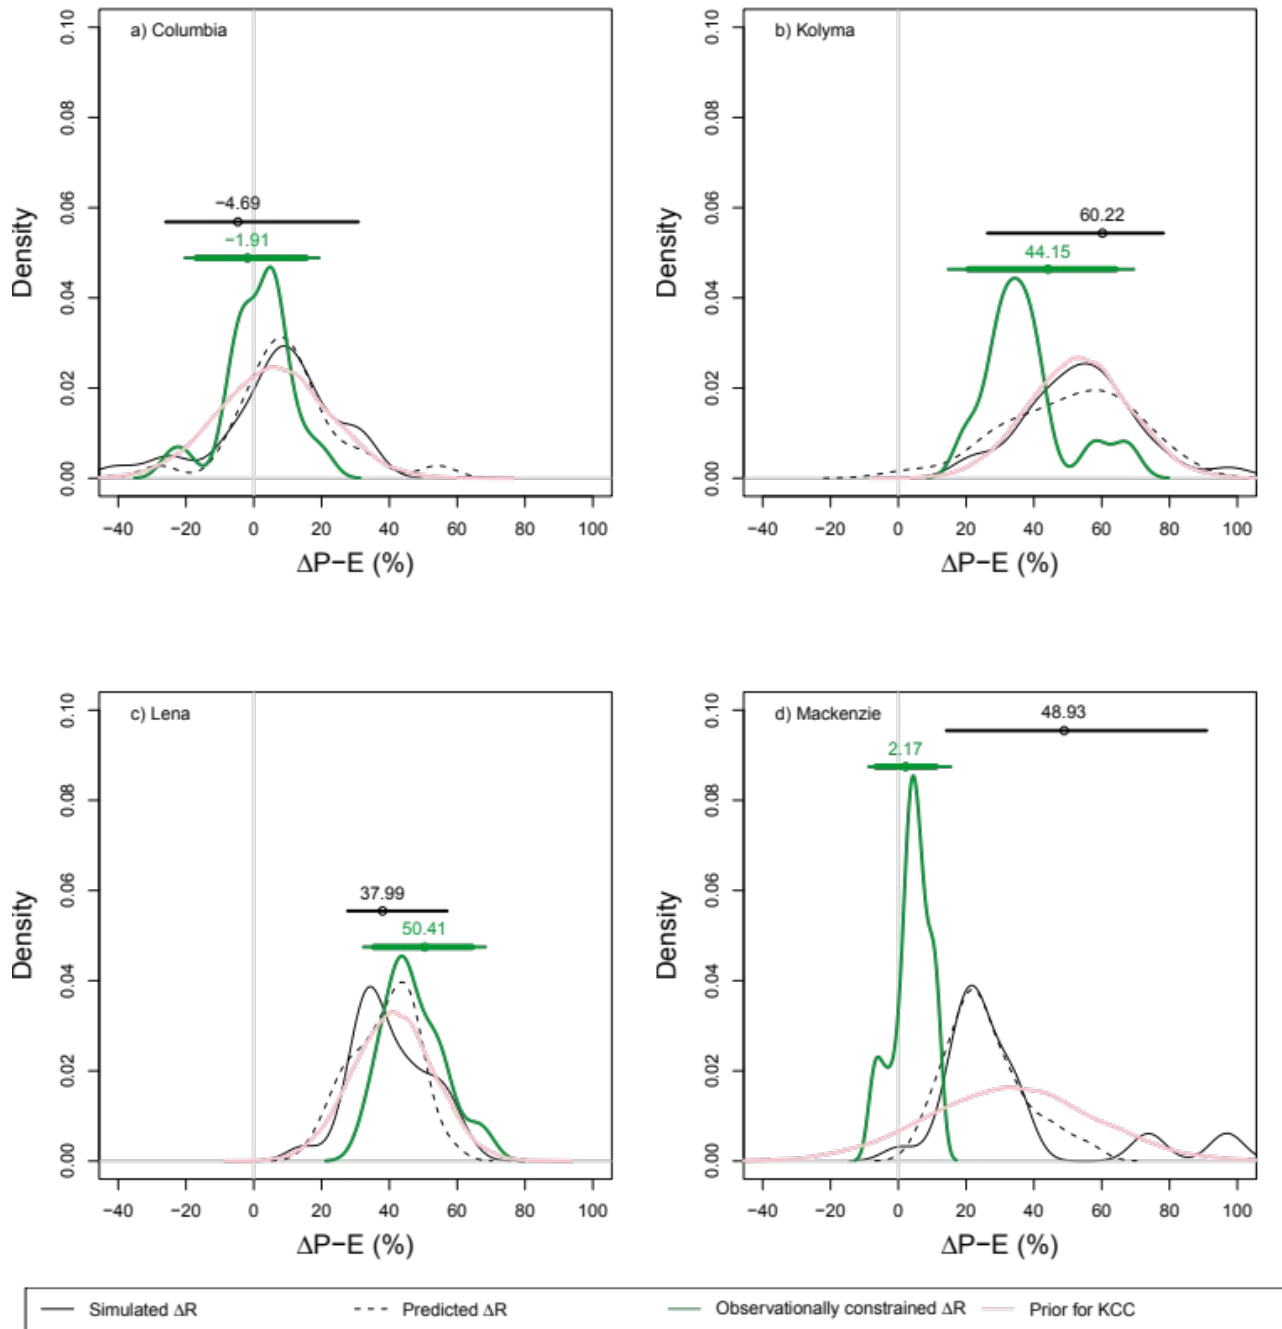 a) Columbia
0.10
0.08
0.06
0.04
0.02
0.00
Density
−4.69
−1.91
−40 −20 0 20 40 60 80 100
ΔP−E (%)
b) Kolyma
0.10
0.08
0.06
0.04
0.02
0.00
Density
60.22
44.15
−40 −20 0 20 40 60 80 100
ΔP−E (%)
c) Lena
0.10
0.08
0.06
0.04
0.02
0.00
Density
37.99
50.41
−40 −20 0 20 40 60 80 100
ΔP−E (%)
d) Mackenzie
0.10
0.08
0.06
0.04
0.02
0.00
Density
48.93
2.17
−40 −20 0 20 40 60 80 100
ΔP−E (%)
Simulated ΔR Predicted ΔR Observationally constrained ΔR Prior for KCC